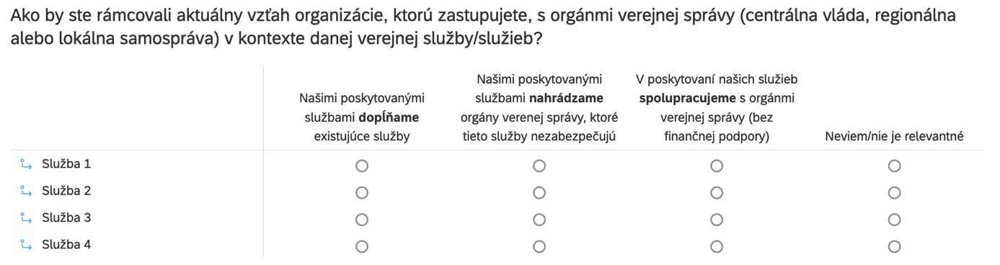 Ako by ste rámcovali aktuálny vzťah organizácie, ktorú zastupujete, s orgánmi verejnej správy (centrálna vláda, regionálna
alebo lokálna samospráva) v kontexte danej verejnej služby/služieb?
Našimi poskytovanými
službami dopĺňame
existujúce služby
Našimi poskytovanými
službami nahrádzame
orgány verenej správy, ktoré
tieto služby nezabezpečujú
V poskytovaní našich služieb
spolupracujeme s orgánmi
verejnej správy (bez
finančnej podpory)
Neviem/nie je relevantné
Služba 1
Služba 2
Služba 3
Služba 4